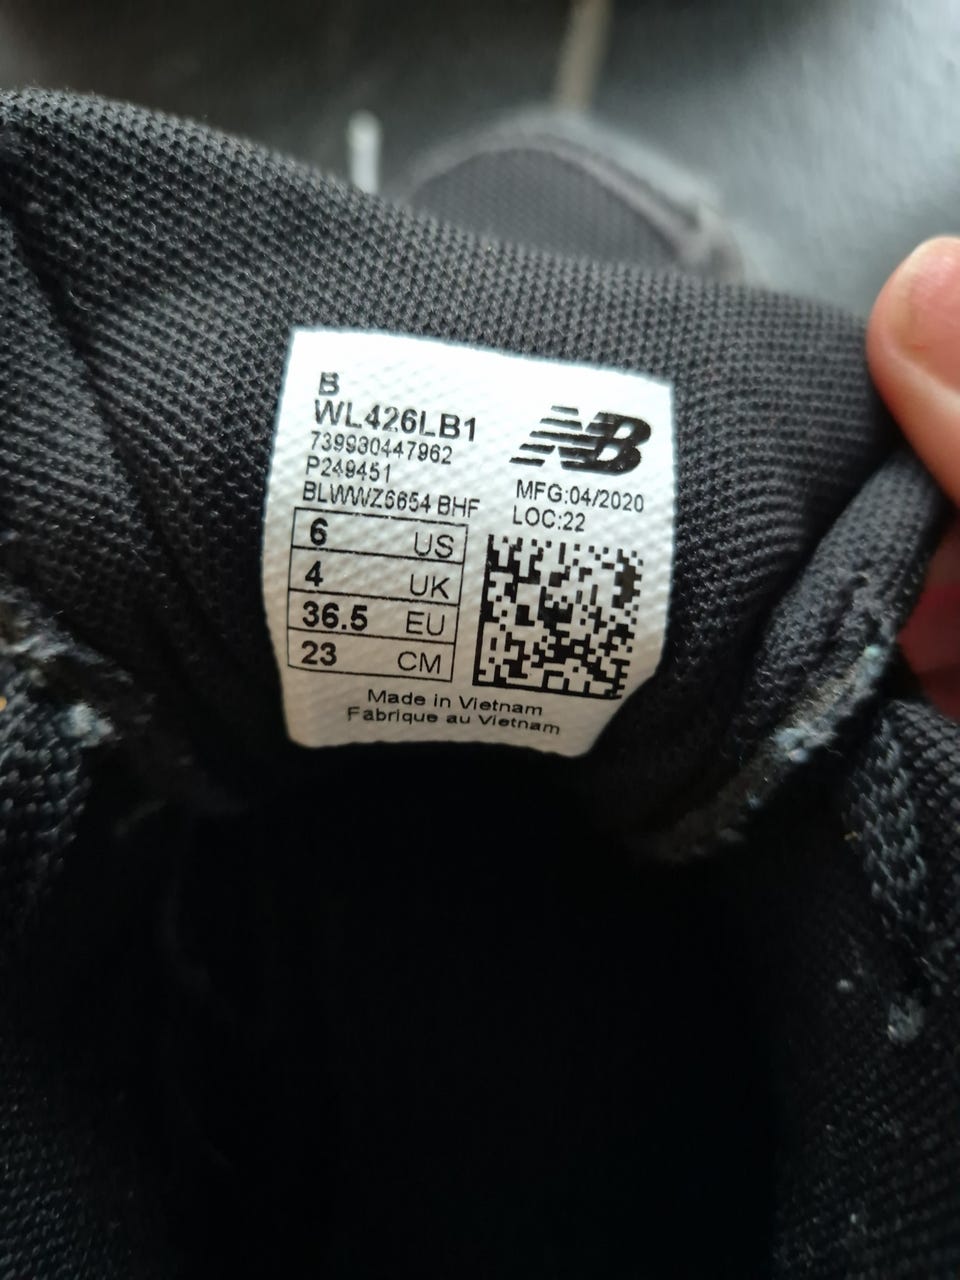 B
WL426LB1
739980447962
P249451
BLWWZ6654 BHF
NB
MFG:04/2020
LOC:22
6 US
4 UK
36.5 EU
23 CM
Made in Vietnam
Fabrique au Vietnam